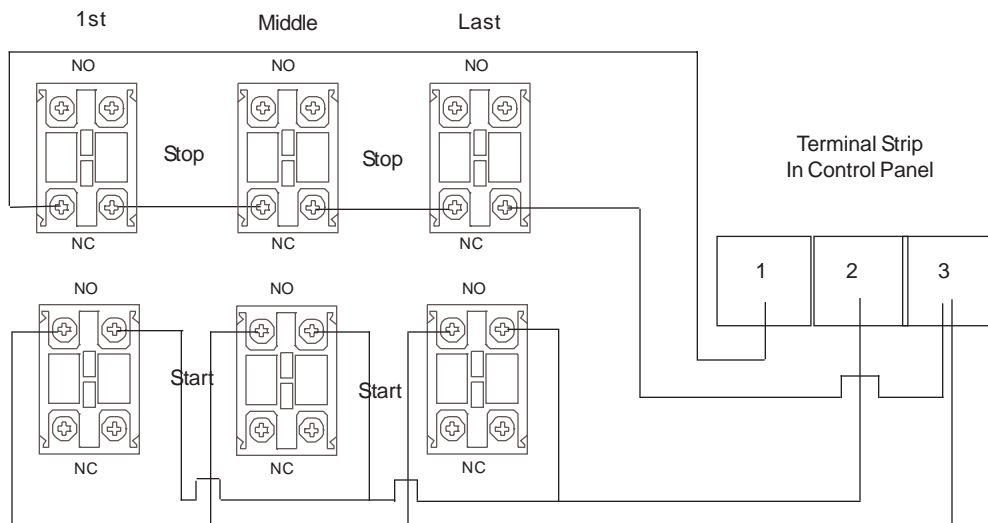 1st Middle Last
NO NO NO
Stop Stop
NC NC NC
Terminal Strip
In Control Panel
1 2 3
NO NO NO
Start Start
NC NC NC